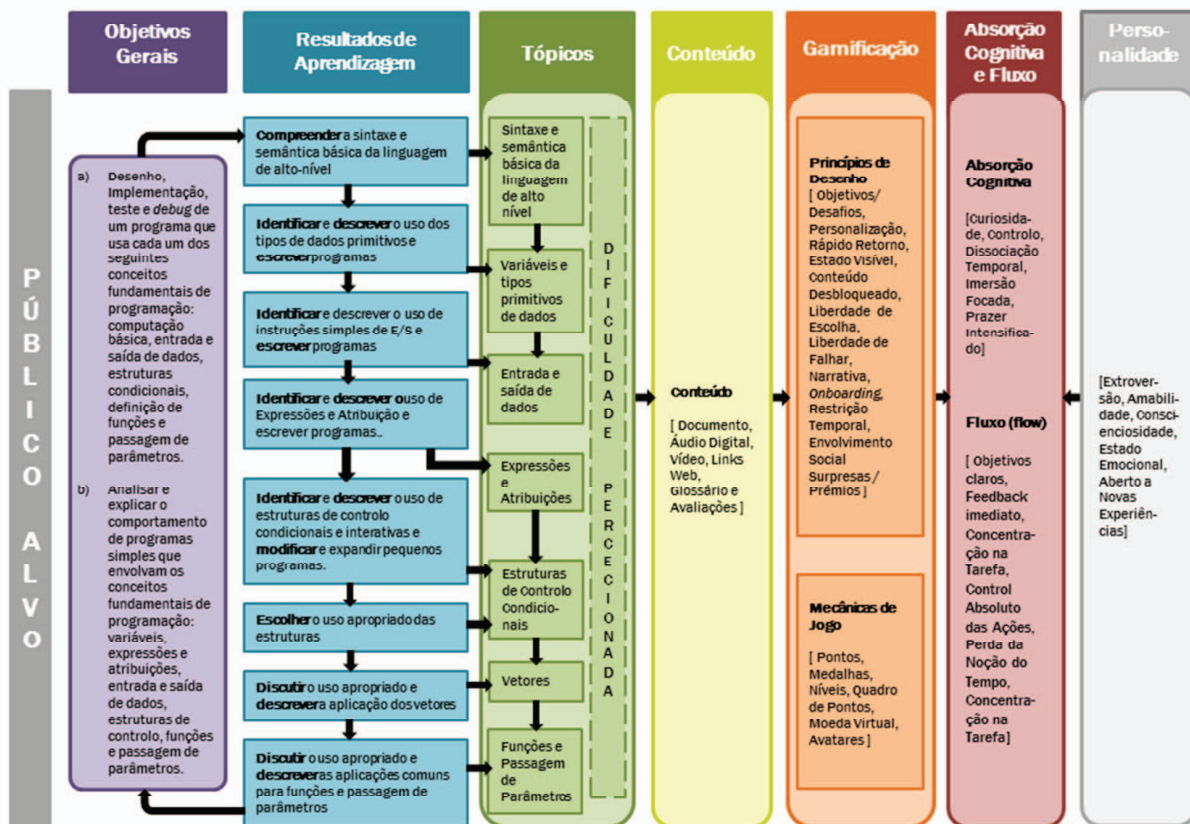 PÚBLICO ALVO
Objetivos
Gerais
a) Desenho,
Implementação,
teste e debug de
um programa que
usa cada um dos
seguintes
conceitos
fundamentais de
programação:
computação
básica, entrada e
saída de dados,
estruturas
condicionais,
definição de
funções e
passagem de
parâmetros.
b) Analisar e
explicar o
comportamento
de programas
simples que
envolvam os
conceitos
fundamentais de
programação:
variáveis,
expressões e
atribuições,
entrada e saída
de dados,
estruturas de
controlo, funções
e passagem de
parâmetros.
Resultados de
Aprendizagem
Compreender a sintaxe e
semântica básica da linguagem
de alto-nível
Identificar e descrever o uso dos
tipos de dados primitivos e
escrever programas
Identificar e descrever o uso de
instruções simples de E/S e
escrever programas
Identificar e descrever o uso de
Expressões e Atribuição e
escrever programas..
Identificar e descrever o uso de
estruturas de controlo
condicionais e interativas e
modificar e expandir pequenos
programas.
Escolher o uso apropriado das
estruturas
Discutir o uso apropriado e
descrever a aplicação dos vetores
Discutir o uso apropriado e
descrever as aplicações comuns
para funções e passagem de
parâmetros
Tópicos
Sintaxe e
semântica
básica da
linguagem
de alto
nível
Variáveis e
tipos
primitivos
de dados
Entrada e
saída de
dados
Expressões
e
Atribuições
Estruturas
de Controlo
Condicio-
nais
Vetores
Funções e
Passagem
de
Parâmetros
DIFICULDADE PERCECIONADA
Conteúdo
Conteúdo
[ Documento,
Áudio Digital,
Vídeo, Links
Web,
Glossário e
Avaliações ]
Gamificação
Princípios de
Desenho
[ Objetivos/
Desafios,
Personalização,
Rápido Retorno,
Estado Visível,
Conteúdo
Desbloqueado,
Liberdade de
Escolha,
Liberdade de
Falhar,
Narrativa,
Onboarding,
Restrição
Temporal,
Envolvimento
Social
Surpresas/
Prémios ]
Mecânicas de
Jogo
[ Pontos,
Medalhas,
Níveis, Quadro
de Pontos,
Moeda Virtual,
Avatares ]
Absorção
Cognitiva
e Fluxo
Absorção
Cognitiva
[Curiosida-
de, Controlo,
Dissociação
Temporal,
Imersão
Focada,
Prazer
Intensifica-
do]
Fluxo (flow)
[ Objetivos
claros,
Feedback
imediato,
Concentração
na
Tarefa,
Control
Absoluto
das Ações,
Perda da
Noção do
Tempo,
Concentra-
ção na
Tarefa]
Perso-
nalidade
[Extrover-
são, Amabili-
dade, Consci-
enciosidade,
Estado
Emocional,
Aberto a
Novas
Experiên-
cias]